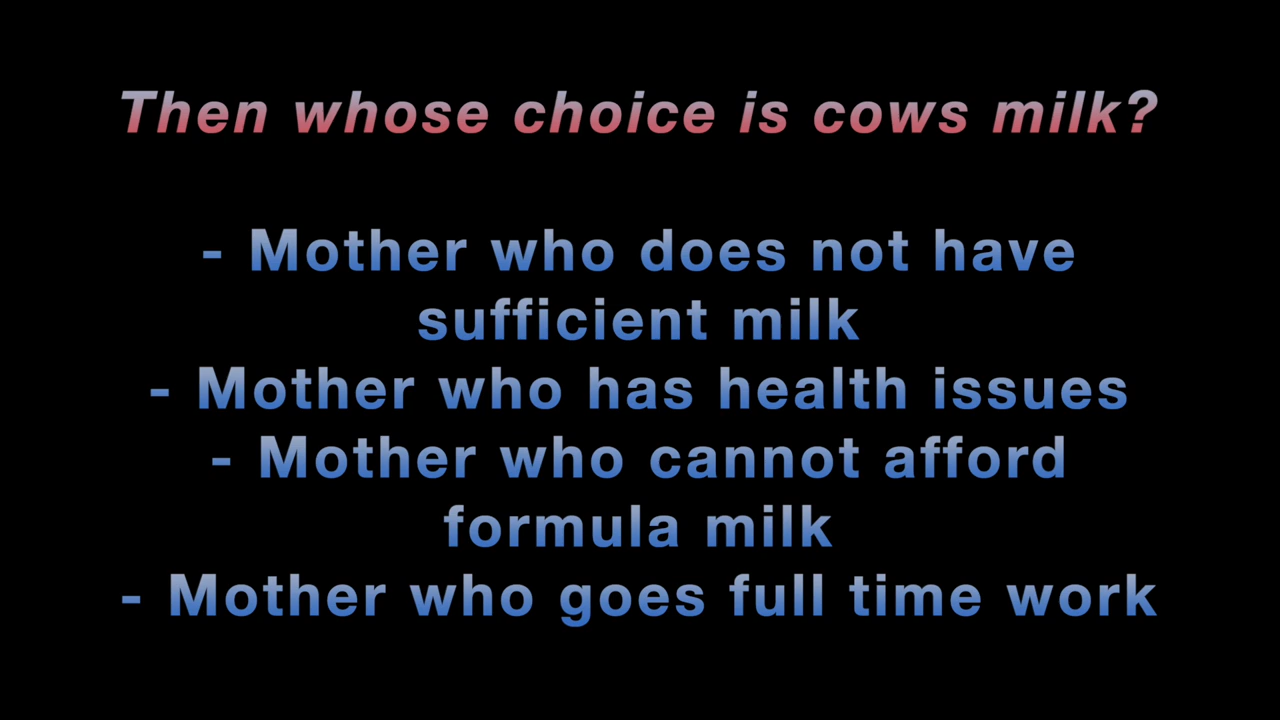 Then whose choice is cows milk?
- Mother who does not have
sufficient milk
- Mother who has health issues
- Mother who cannot afford
formula milk
- Mother who goes full time work